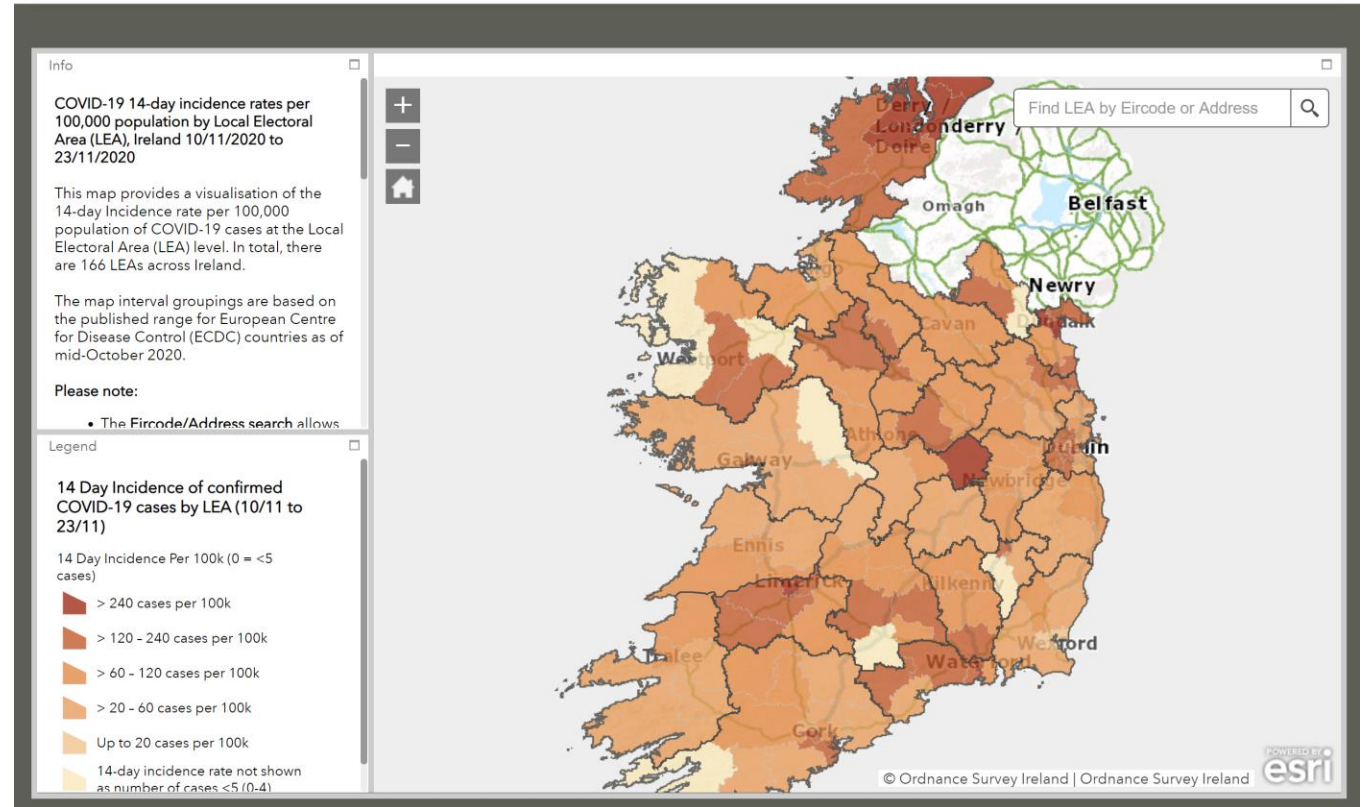 Info
COVID-19 14-day incidence rates per
100,000 population by Local Electoral
Area (LEA), Ireland 10/11/2020 to
23/11/2020
This map provides a visualisation of the
14-day Incidence rate per 100,000
population of COVID-19 cases at the Local
Electoral Area (LEA) level. In total, there
are 166 LEAs across Ireland.
The map interval groupings are based on
the published range for European Centre
for Disease Control (ECDC) countries as of
mid-October 2020.
Please note:
• The Eircode/Address search allows
Legend
14 Day Incidence of confirmed
COVID-19 cases by LEA (10/11 to
23/11)
14 Day Incidence Per 100k (0 = <5
cases)
> 240 cases per 100k
> 120 - 240 cases per 100k
> 60 - 120 cases per 100k
> 20 - 60 cases per 100k
Up to 20 cases per 100k
14-day incidence rate not shown
as number of cases <5 (0-4)
+
−
Find LEA by Eircode or Address
Derry /
Londonderry /
Doire
Omagh
Belfast
Newry
Sligo
Cavan
Dundalk
Westport
Athlone
Dublin
Galway
Newbridge
Ennis
Limerick
Kilkenny
Wexford
Tralee
Waterford
Cork
© Ordnance Survey Ireland | Ordnance Survey Ireland
POWERED BY
esri